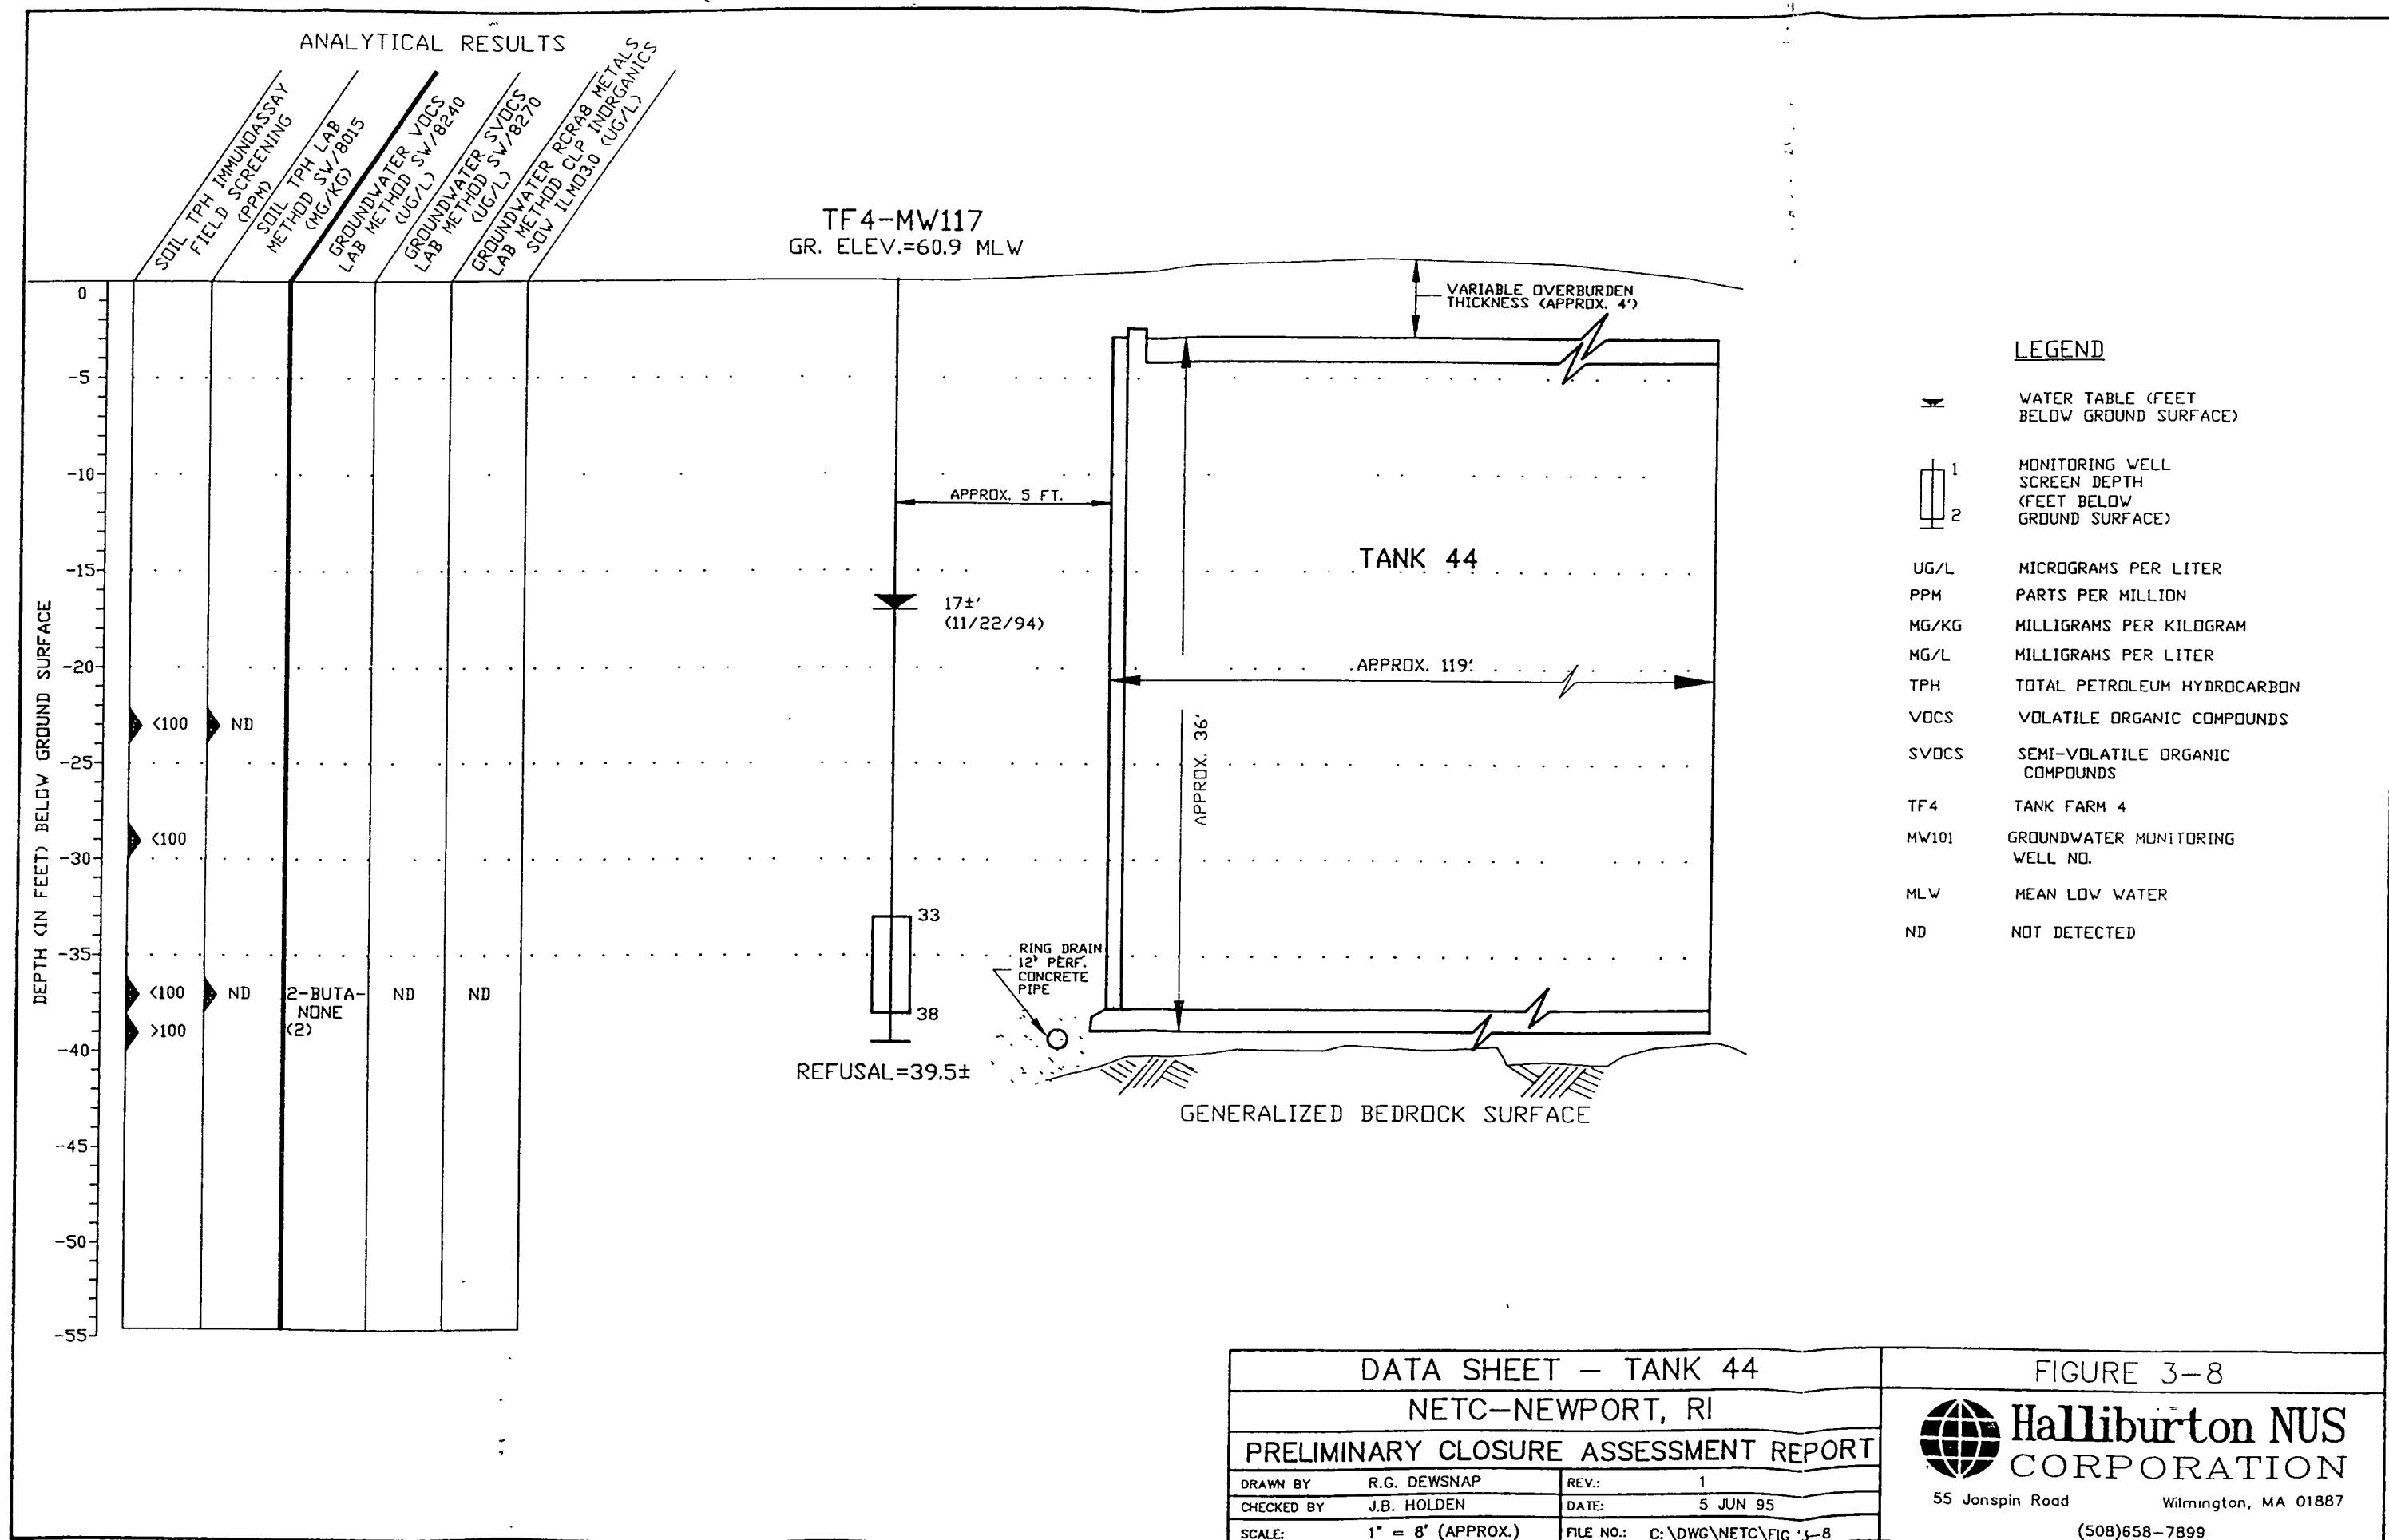 ANALYTICAL RESULTS
SOIL TPH IMMUNOASSAY
FIELD SCREENING
(PPM)
SOIL TPH LAB
METHOD SW/8015
(MG/KG)
GROUNDWATER VOCS
LAB METHOD SW/8240
(UG/L)
GROUNDWATER SVOCS
LAB METHOD SW/8270
(UG/L)
GROUNDWATER RCRA8 METALS
LAB METHOD CLP INORGANICS
SOW ILM03.0 (UG/L)
TF4-MW117
GR. ELEV.=60.9 MLW
DEPTH (IN FEET) BELOW GROUND SURFACE
0
-5
-10
-15
-20
-25
-30
-35
-40
-45
-50
-55
<100 ND
<100
<100 ND 2-BUTA-
NONE
(2)
ND ND
>100
VARIABLE OVERBURDEN
THICKNESS (APPROX. 4')
APPROX. 5 FT.
TANK 44
17±'
(11/22/94)
APPROX. 119'
APPROX. 36'
33
38
RING DRAIN
12" PERF.
CONCRETE
PIPE
REFUSAL=39.5±
GENERALIZED BEDROCK SURFACE
LEGEND
WATER TABLE (FEET
BELOW GROUND SURFACE)
1
2
MONITORING WELL
SCREEN DEPTH
(FEET BELOW
GROUND SURFACE)
UG/L MICROGRAMS PER LITER
PPM PARTS PER MILLION
MG/KG MILLIGRAMS PER KILOGRAM
MG/L MILLIGRAMS PER LITER
TPH TOTAL PETROLEUM HYDROCARBON
VOCS VOLATILE ORGANIC COMPOUNDS
SVOCS SEMI-VOLATILE ORGANIC
COMPOUNDS
TF4 TANK FARM 4
MW101 GROUNDWATER MONITORING
WELL NO.
MLW MEAN LOW WATER
ND NOT DETECTED
DATA SHEET - TANK 44
NETC-NEWPORT, RI
PRELIMINARY CLOSURE ASSESSMENT REPORT
DRAWN BY R.G. DEWSNAP REV.: 1
CHECKED BY J.B. HOLDEN DATE: 5 JUN 95
SCALE: 1" = 8' (APPROX.) FILE NO.: C:\DWG\NETC\FIG 3-8
FIGURE 3-8
Halliburton NUS
CORPORATION
55 Jonspin Road Wilmington, MA 01887
(508)658-7899